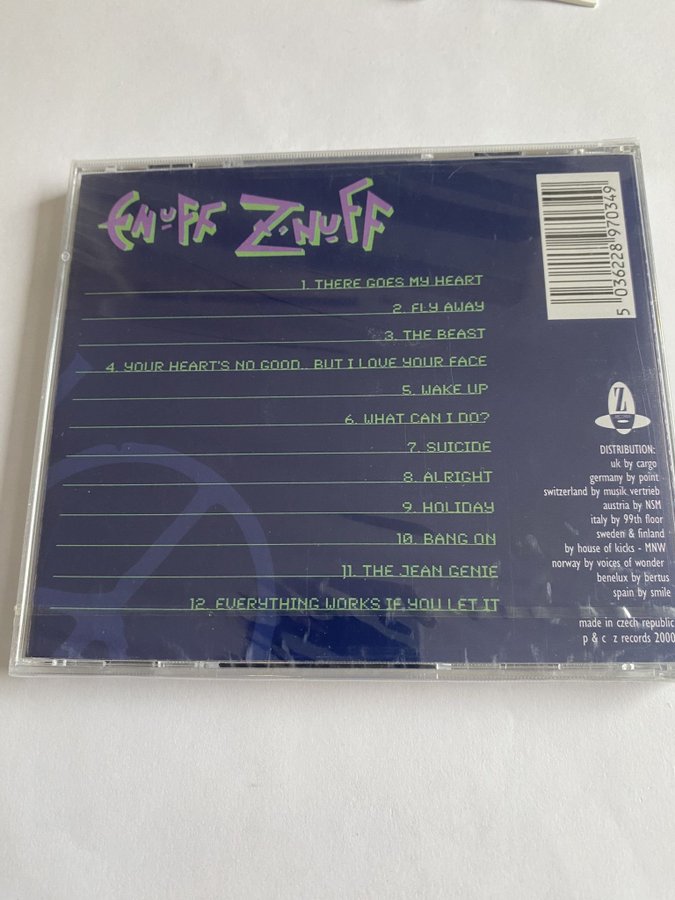 ENUFF Z'NUFF
1. THERE GOES MY HEART
2. FLY AWAY
3. THE BEAST
4. YOUR HEART'S NO GOOD.. BUT I LOVE YOUR FACE
5. WAKE UP
6. WHAT CAN I DO?
7. SUICIDE
8. ALRIGHT
9. HOLIDAY
10. BANG ON
11. THE JEAN GENIE
12. EVERYTHING WORKS IF YOU LET IT
5 036228 970349
Z
DISTRIBUTION:
uk by cargo
germany by point
switzerland by musik vertrieb
austria by NSM
italy by 99th floor
sweden & finland
by house of kicks - MNW
norway by voices of wonder
benelux by bertus
spain by smile
made in czech republic
p & c z records 2000